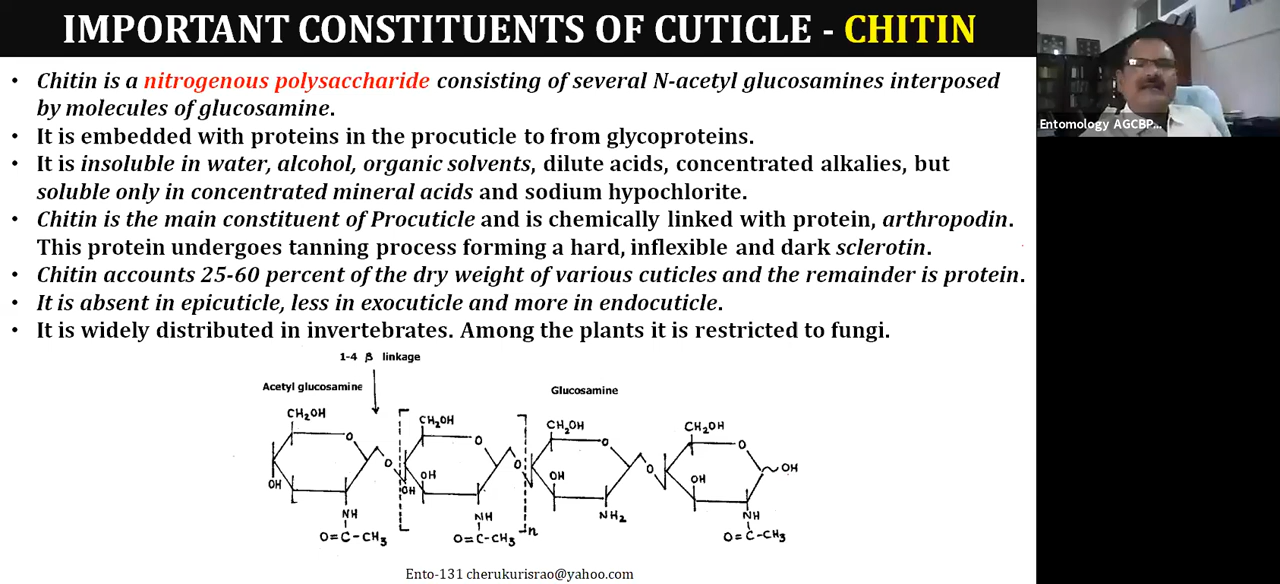 IMPORTANT CONSTITUENTS OF CUTICLE - CHITIN
• Chitin is a nitrogenous polysaccharide consisting of several N-acetyl glucosamines interposed
by molecules of glucosamine.
• It is embedded with proteins in the procuticle to from glycoproteins.
• It is insoluble in water, alcohol, organic solvents, dilute acids, concentrated alkalies, but
soluble only in concentrated mineral acids and sodium hypochlorite.
• Chitin is the main constituent of Procuticle and is chemically linked with protein, arthropodin.
This protein undergoes tanning process forming a hard, inflexible and dark sclerotin.
• Chitin accounts 25-60 percent of the dry weight of various cuticles and the remainder is protein.
• It is absent in epicuticle, less in exocuticle and more in endocuticle.
• It is widely distributed in invertebrates. Among the plants it is restricted to fungi.
Entomology AGCBP...
1-4 β linkage
Acetyl glucosamine
Glucosamine
CH2OH
CH2OH
CH2OH
CH2OH
O
O
O
O
O
O
O
OH
OH
OH
OH
OH
OH
NH
NH
NH2
NH
O=C-CH3
O=C-CH3
n
O=C-CH3
Ento-131 cherukurisrao@yahoo.com